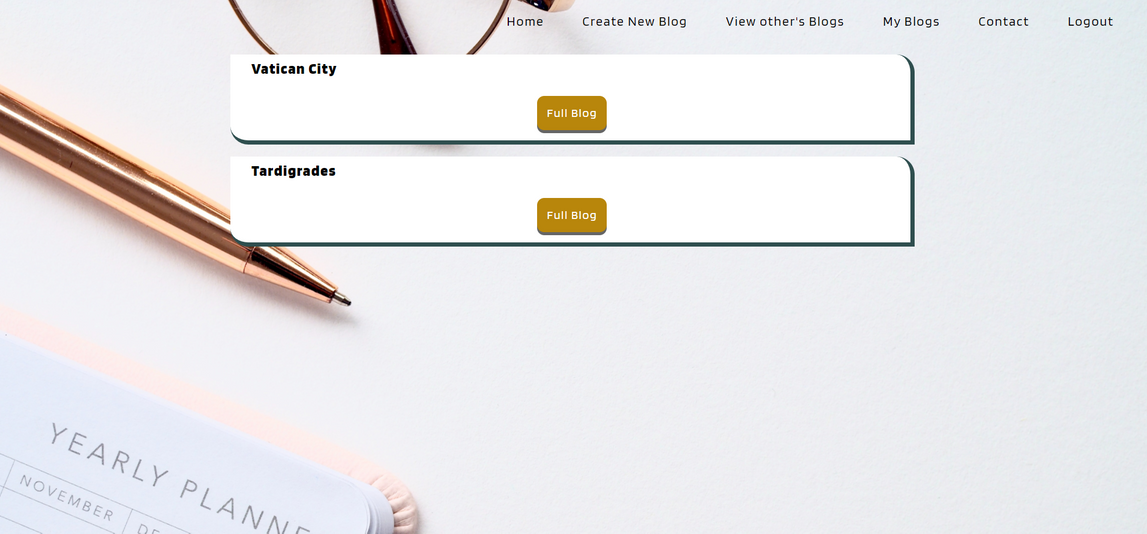 Home Create New Blog View other's Blogs My Blogs Contact Logout
Vatican City
Full Blog
Tardigrades
Full Blog
YEARLY PLANNE
NOVEMBER DE